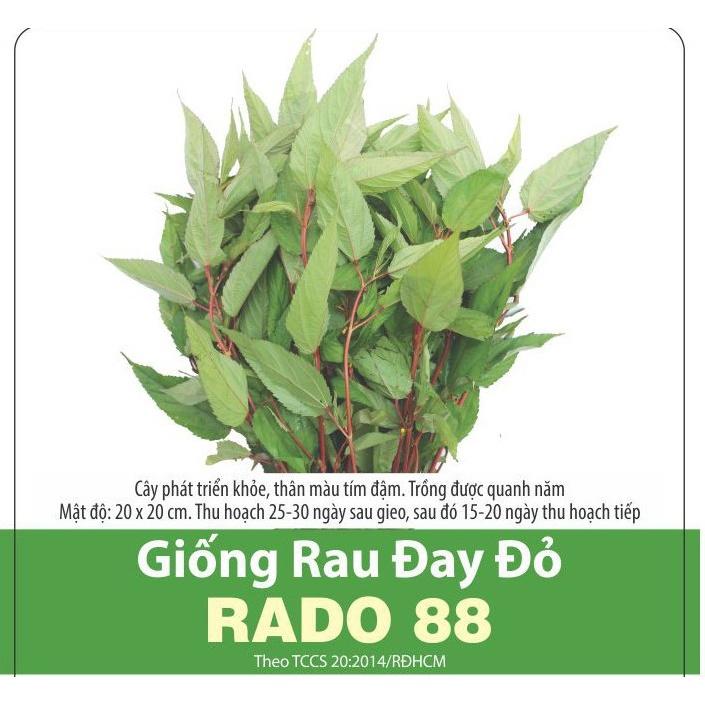 Cây phát triển khỏe, thân màu tím đậm. Trồng được quanh năm
Mật độ: 20 x 20 cm. Thu hoạch 25-30 ngày sau gieo, sau đó 15-20 ngày thu hoạch tiếp
Giống Rau Đay Đỏ
RADO 88
Theo TCCS 20:2014/RĐHCM